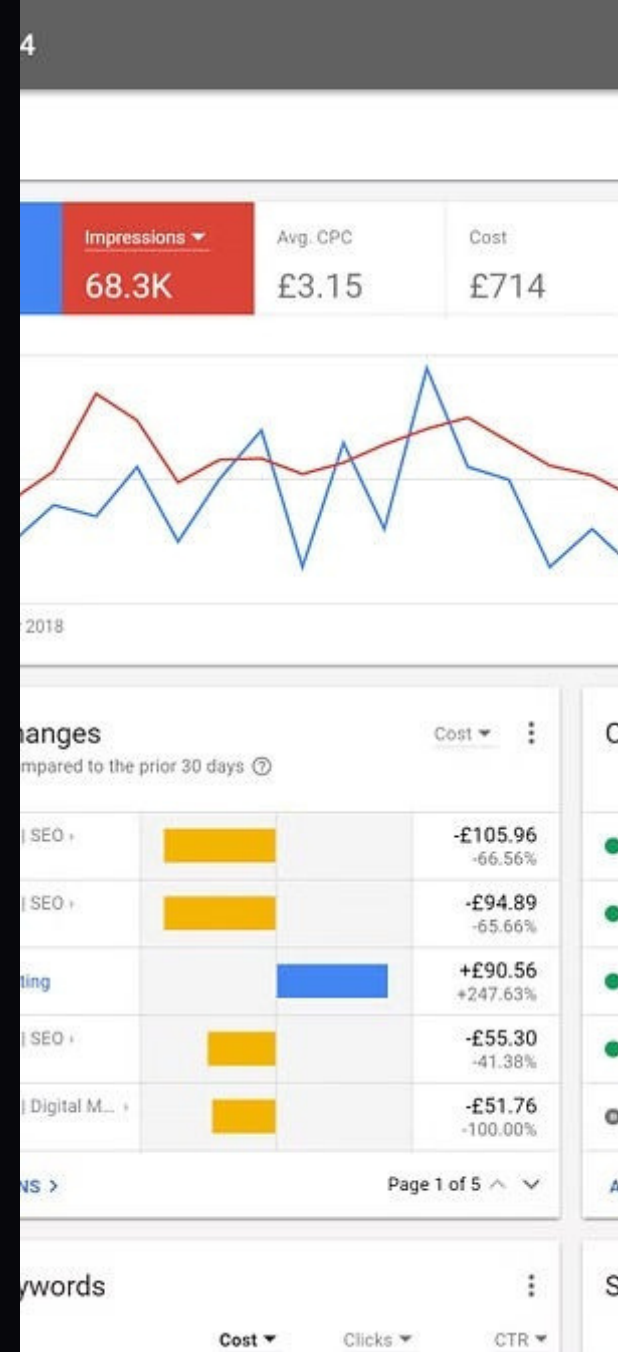 4
Impressions
68.3K
Avg. CPC
£3.15
Cost
£714
2018
anges
mpared to the prior 30 days
Cost
| SEO
-£105.96
-66.56%
| SEO
-£94.89
-65.66%
ting
+£90.56
+247.63%
| SEO
-£55.30
-41.38%
| Digital M...
-£51.76
-100.00%
NS
Page 1 of 5
ywords
Cost
Clicks
CTR